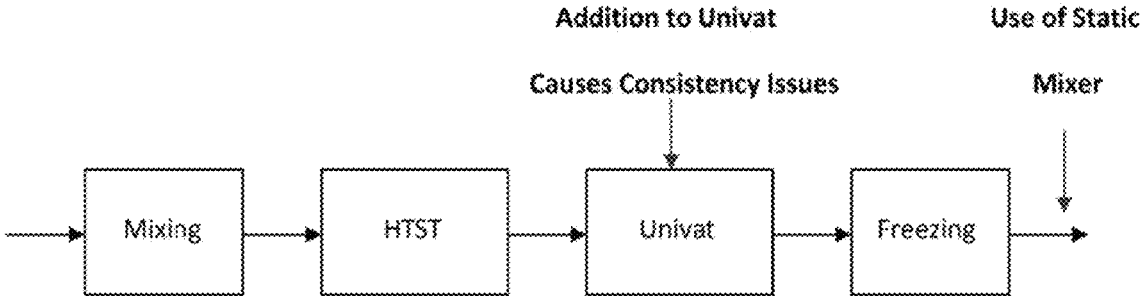 Addition to Univat
Use of Static
Causes Consistency Issues
Mixer
Mixing
HTST
Univat
Freezing